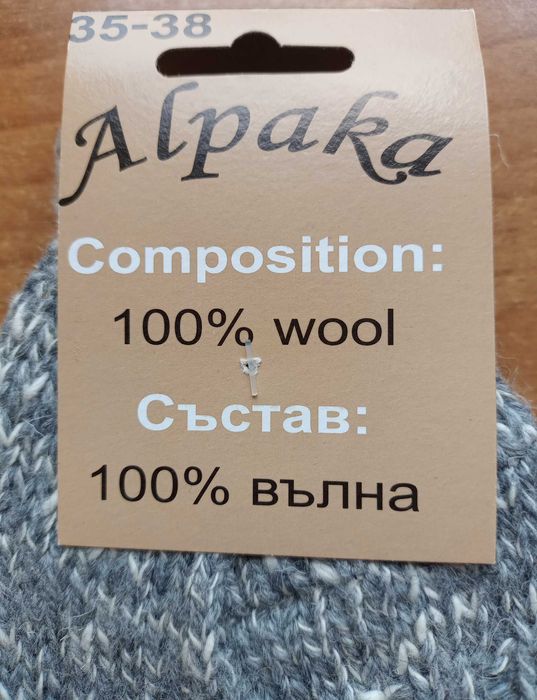 35-38
Alpaka
Composition:
100% wool
Състав:
100% вълна